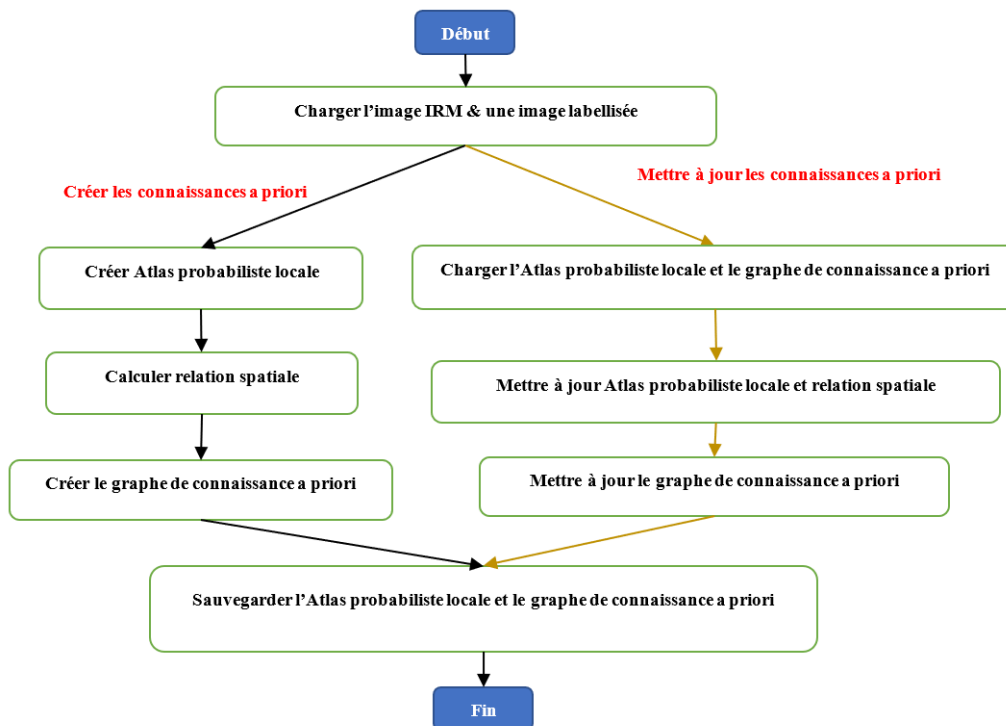 Début
Charger l'image IRM & une image labellisée
Créer les connaissances a priori
Mettre à jour les connaissances a priori
Créer Atlas probabiliste locale
Charger l'Atlas probabiliste locale et le graphe de connaissance a priori
Calculer relation spatiale
Mettre à jour Atlas probabiliste locale et relation spatiale
Créer le graphe de connaissance a priori
Mettre à jour le graphe de connaissance a priori
Sauvegarder l'Atlas probabiliste locale et le graphe de connaissance a priori
Fin